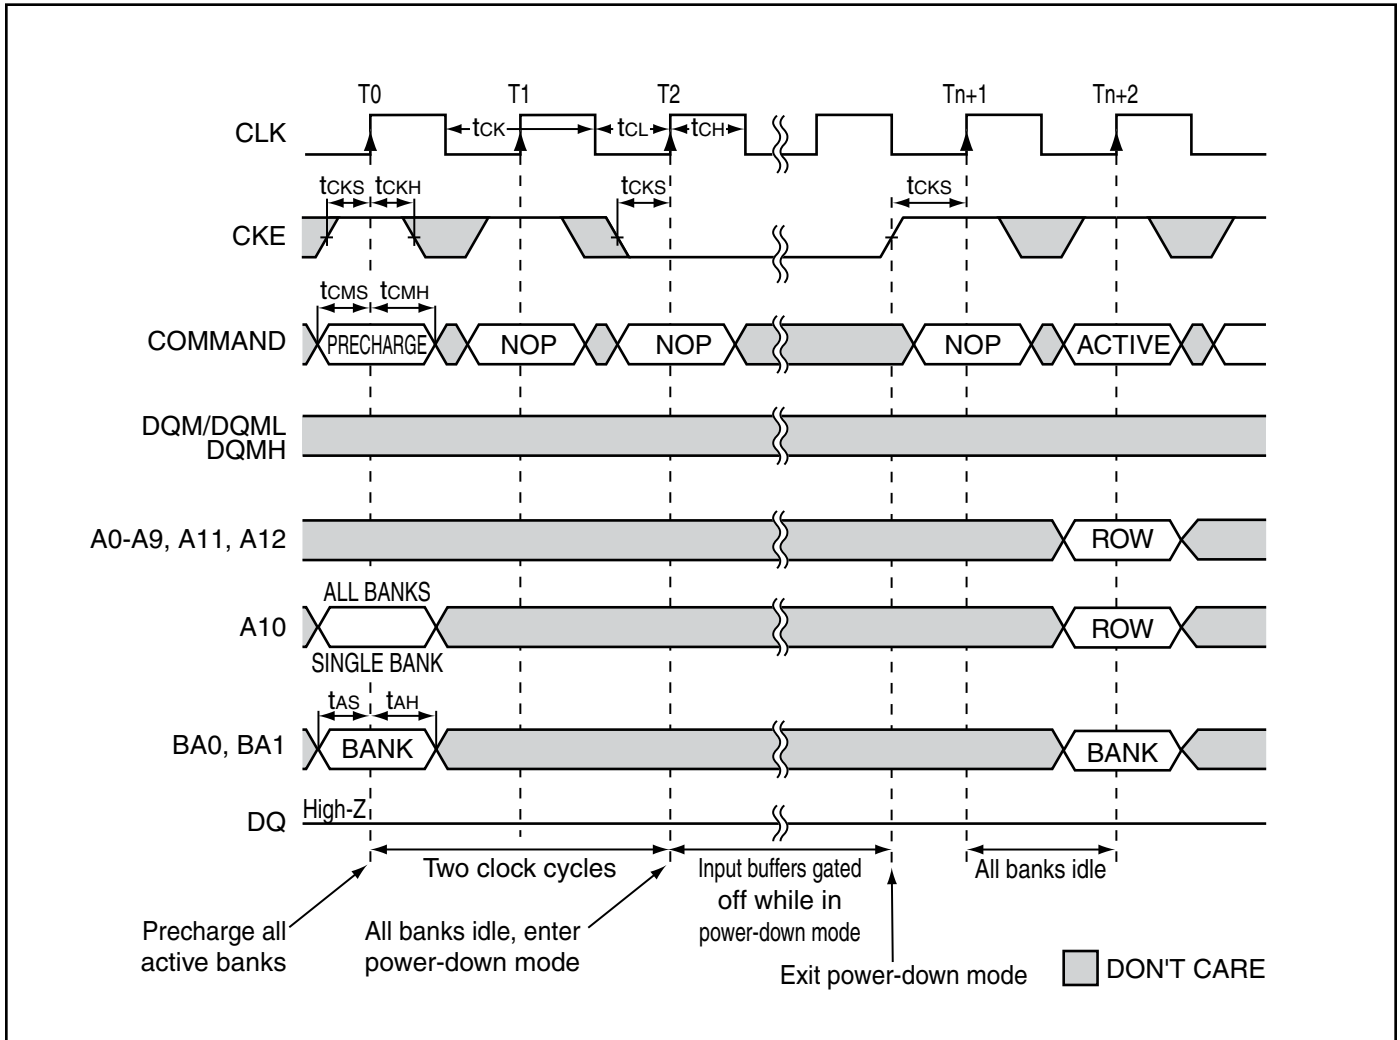 T0 T1 T2 Tn+1 Tn+2
CLK tCK tCL tCH
tCKS tCKH tCKS tCKS
CKE
tCMS tCMH
COMMAND PRECHARGE NOP NOP NOP ACTIVE
DQM/DQML
DQMH
A0-A9, A11, A12 ROW
ALL BANKS
A10 ROW
SINGLE BANK
tAS tAH
BA0, BA1 BANK BANK
High-Z
DQ
Two clock cycles
Input buffers gated
off while in
power-down mode
All banks idle
Precharge all
active banks
All banks idle, enter
power-down mode
Exit power-down mode
DON'T CARE